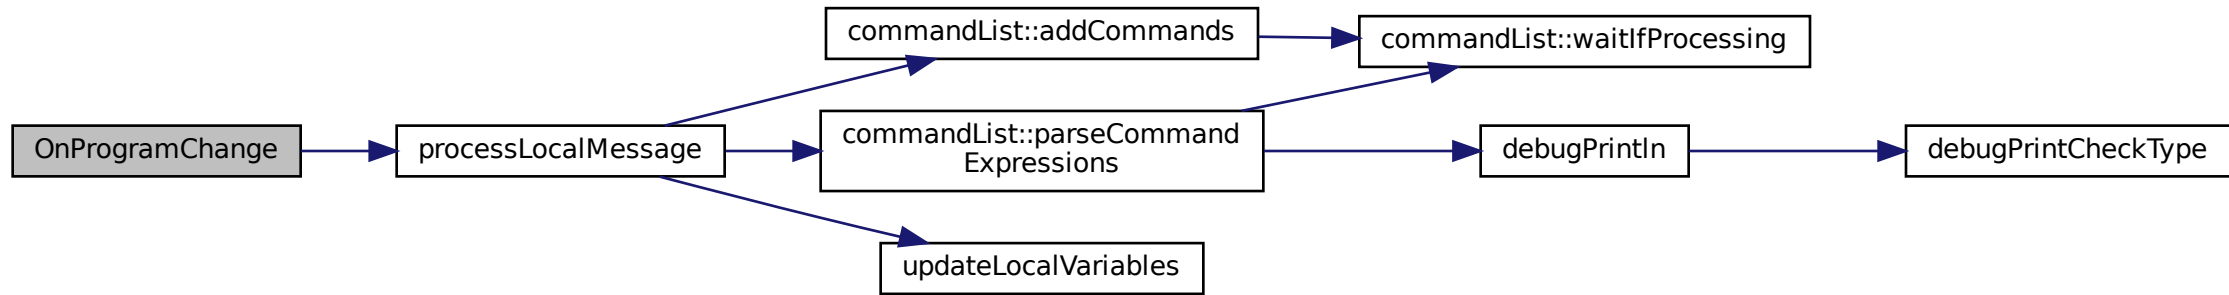 OnProgramChange
processLocalMessage
commandList::addCommands
commandList::parseCommand
Expressions
updateLocalVariables
commandList::waitIfProcessing
debugPrintln
debugPrintCheckType